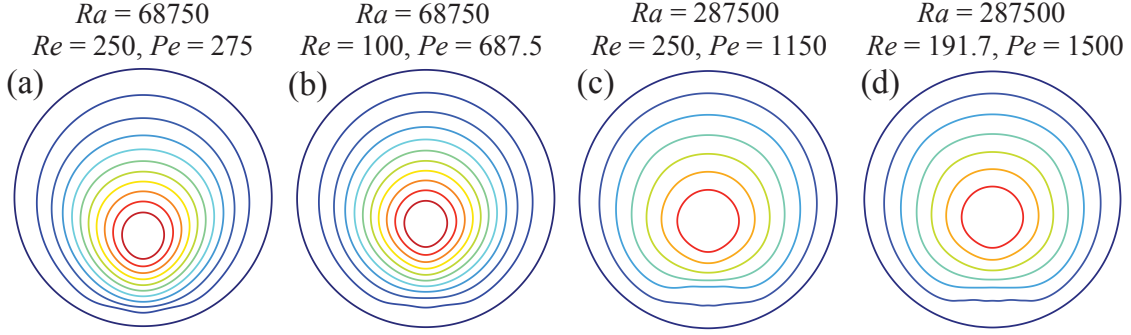 Ra = 68750
Re = 250, Pe = 275
(a)
Ra = 68750
Re = 100, Pe = 687.5
(b)
Ra = 287500
Re = 250, Pe = 1150
(c)
Ra = 287500
Re = 191.7, Pe = 1500
(d)